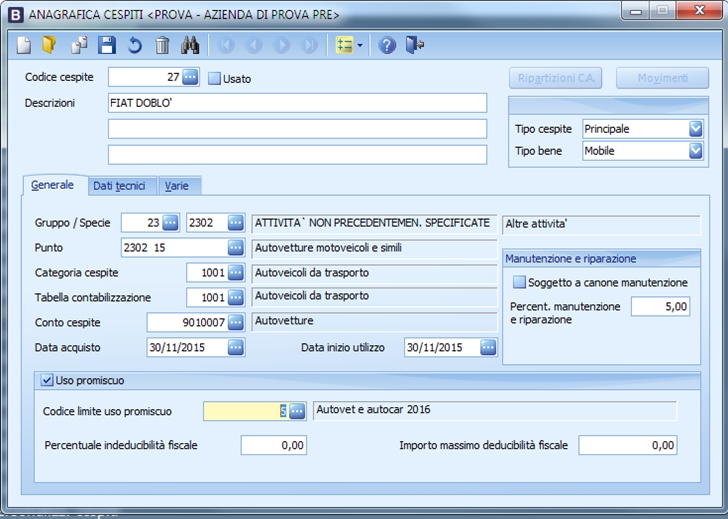 B ANAGRAFICA CESPITI <PROVA - AZIENDA DI PROVA PRE>
Codice cespite 27 Usato
Ripartizioni C.A. Movimenti
Descrizioni FIAT DOBLO'
Tipo cespite Principale
Tipo bene Mobile
Generale Dati tecnici Varie
Gruppo / Specie 23 2302 ATTIVITA` NON PRECEDENTEMEN. SPECIFICATE Altre attivita'
Punto 2302 15 Autovetture motoveicoli e simili
Categoria cespite 1001 Autoveicoli da trasporto
Tabella contabilizzazione 1001 Autoveicoli da trasporto
Conto cespite 9010007 Autovetture
Data acquisto 30/11/2015 Data inizio utilizzo 30/11/2015
Manutenzione e riparazione
Soggetto a canone manutenzione
Percent. manutenzione 5,00
e riparazione
Uso promiscuo
Codice limite uso promiscuo 5 Autovet e autocar 2016
Percentuale indeducibilità fiscale 0,00 Importo massimo deducibilità fiscale 0,00